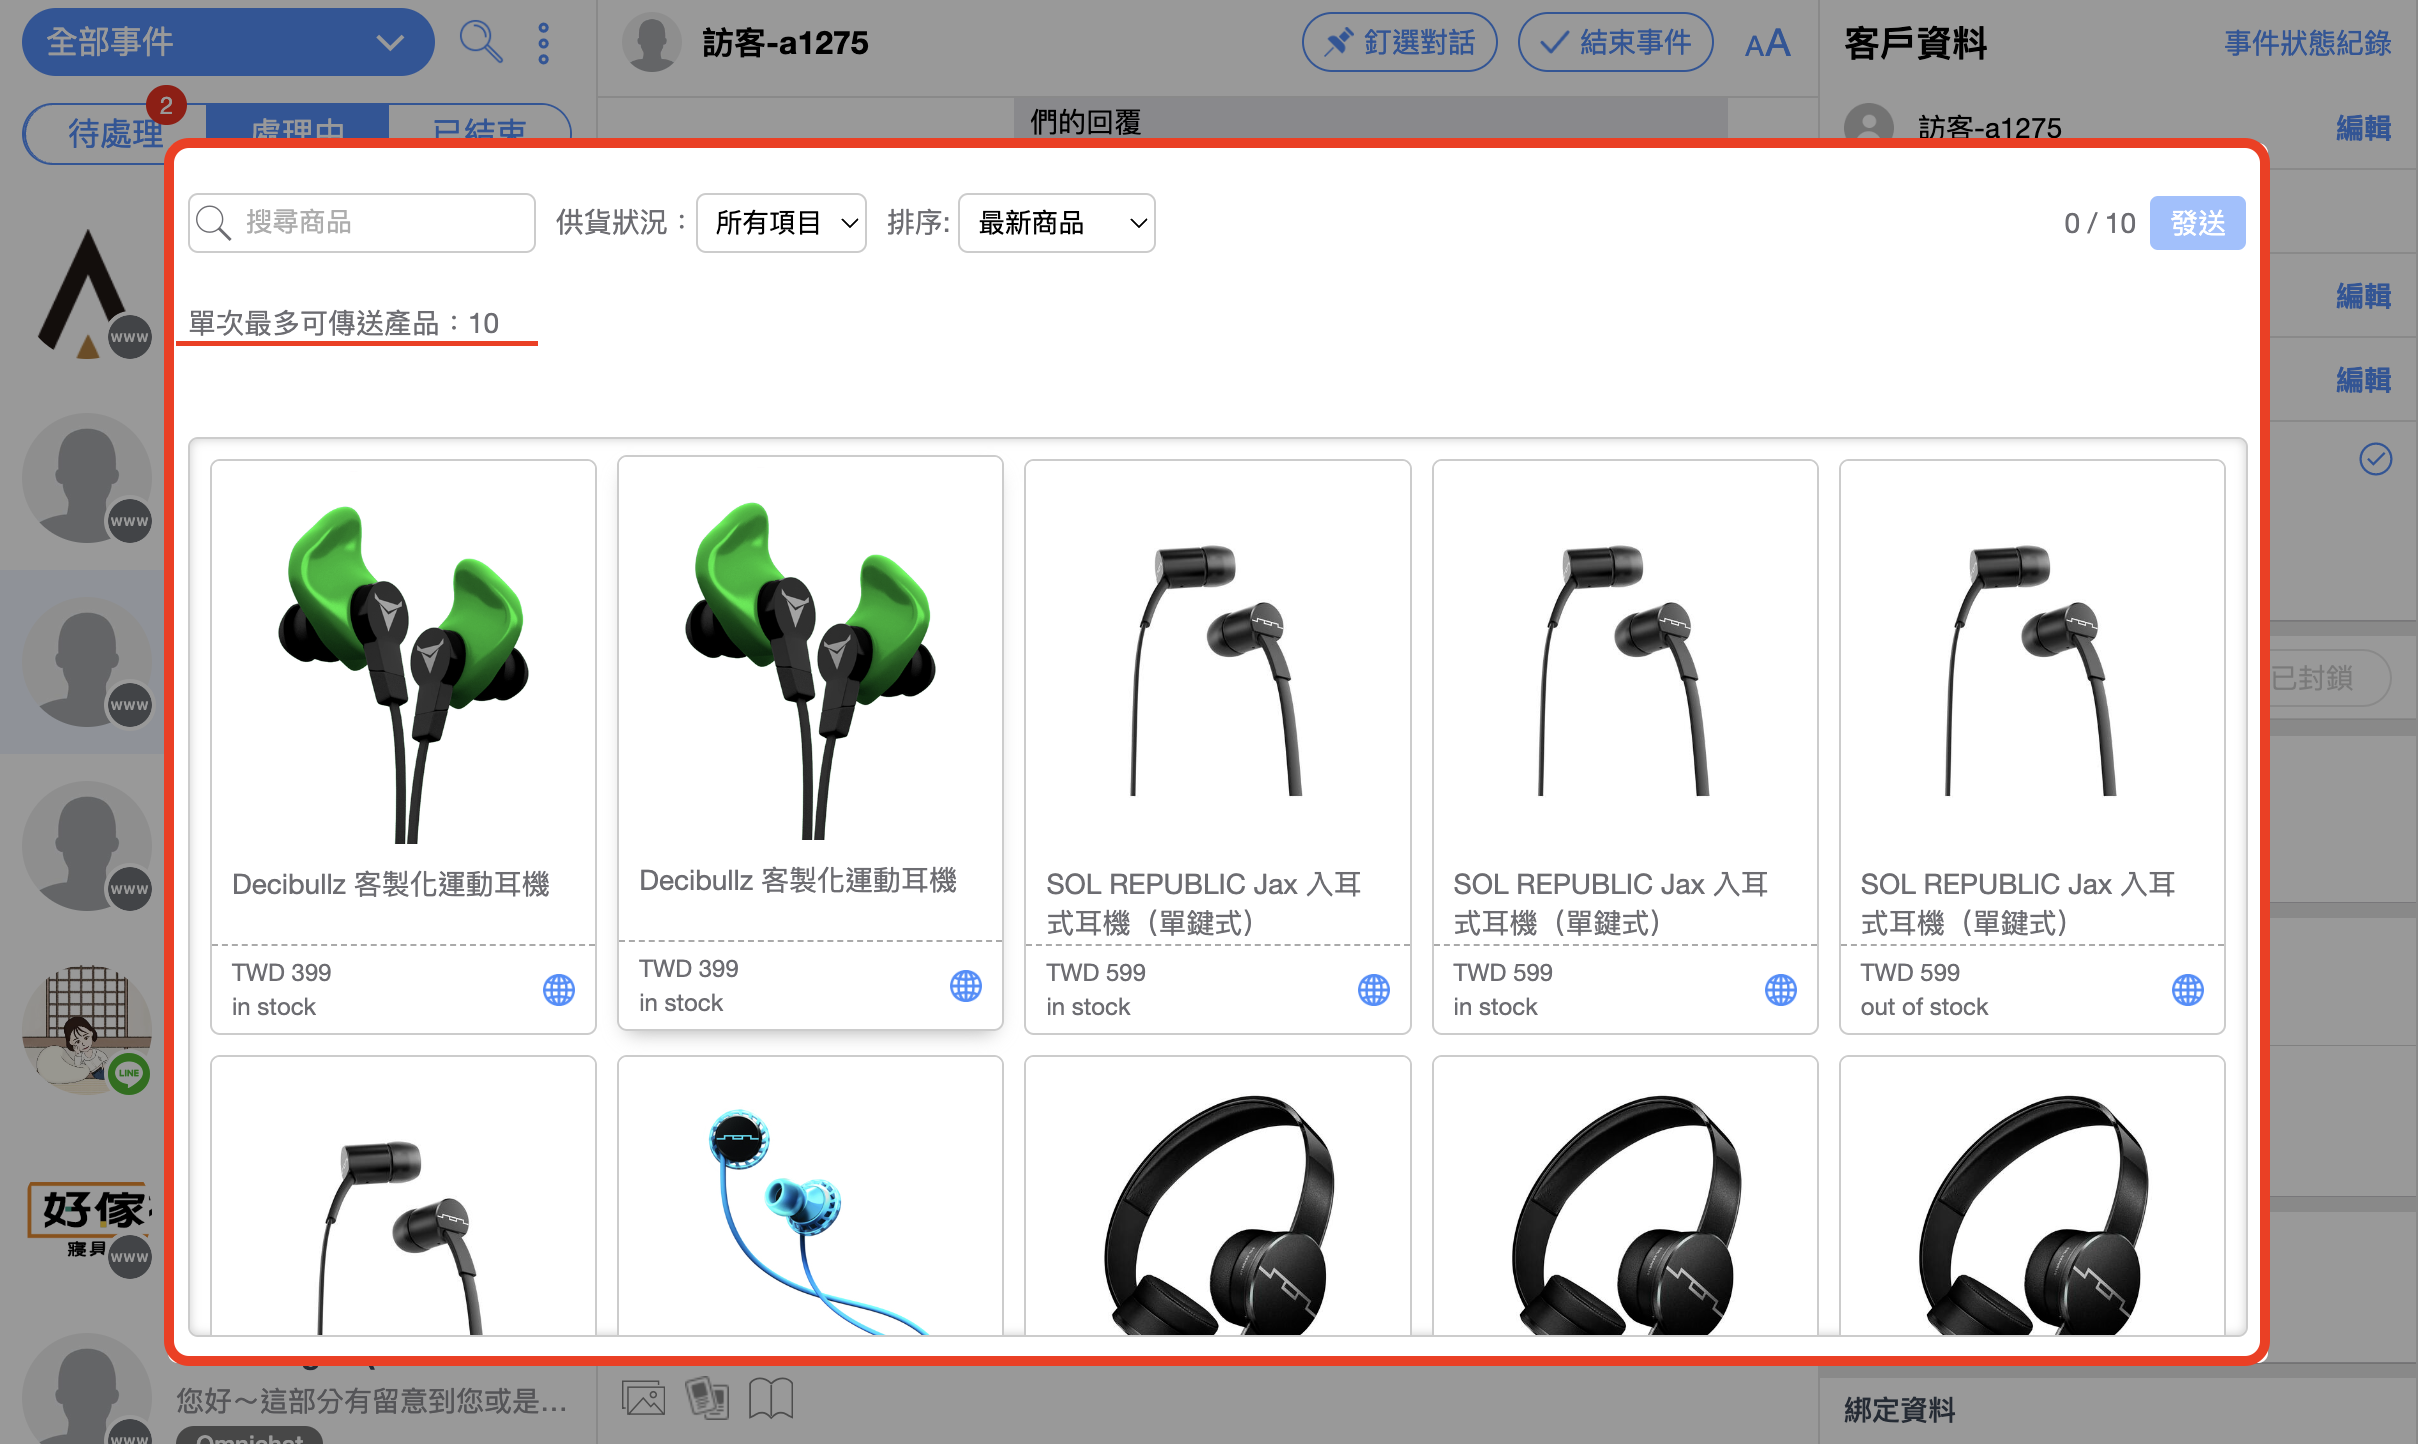 全部事件
訪客-a1275
釘選對話
結束事件
AA
客戶資料
事件狀態紀錄
待處理
2
處理中
已結束
們的回覆
訪客-a1275
編輯
搜尋商品
供貨狀況：
所有項目
排序:
最新商品
0 / 10
發送
單次最多可傳送產品：10
編輯
編輯
www
www
www
www
LINE
www
www
已封鎖
Decibullz 客製化運動耳機
TWD 399
in stock
Decibullz 客製化運動耳機
TWD 399
in stock
SOL REPUBLIC Jax 入耳
式耳機（單鍵式）
TWD 599
in stock
SOL REPUBLIC Jax 入耳
式耳機（單鍵式）
TWD 599
in stock
SOL REPUBLIC Jax 入耳
式耳機（單鍵式）
TWD 599
out of stock
好傢
寢具
您好～這部分有留意到您或是...
Omnichat
綁定資料